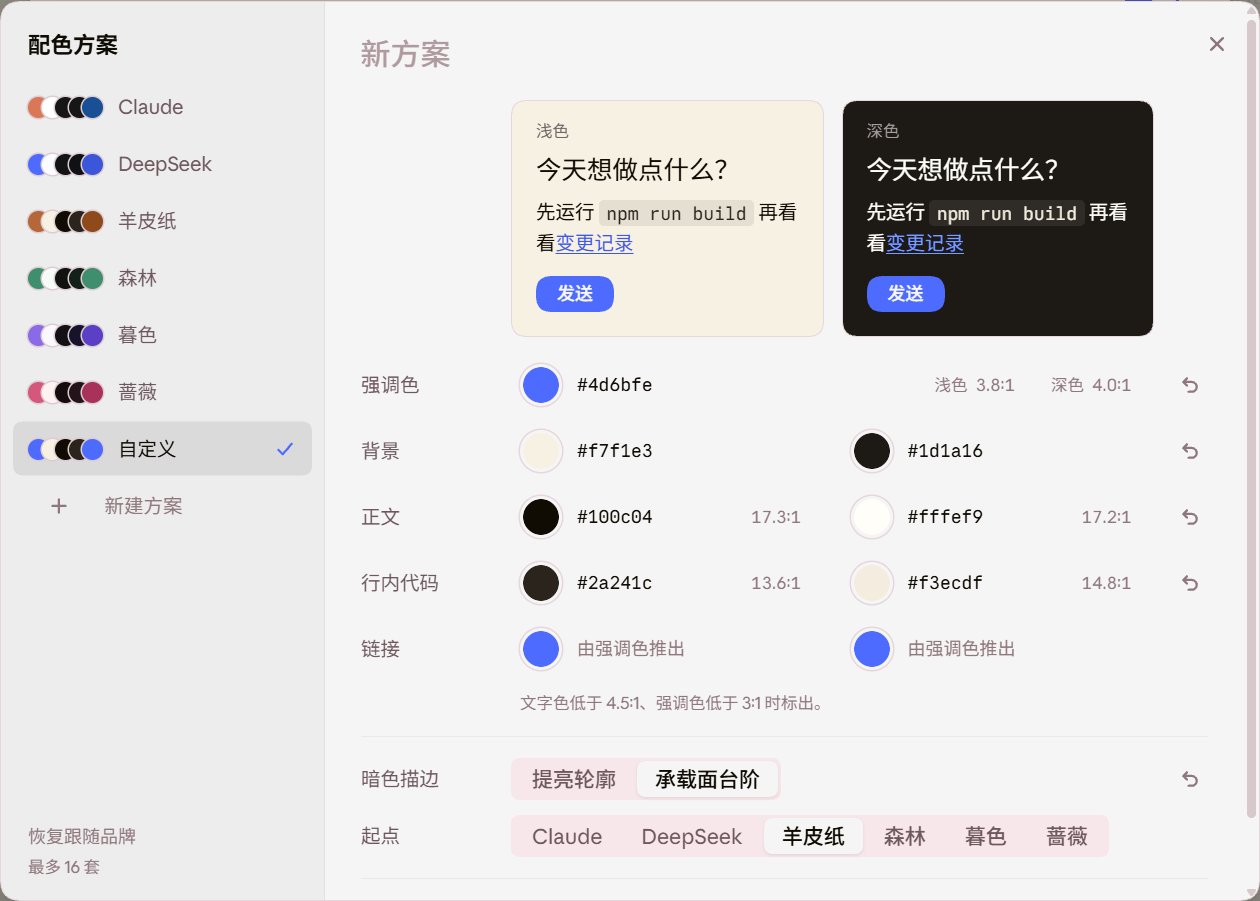 配色方案
Claude
DeepSeek
羊皮纸
森林
暮色
蔷薇
自定义
新建方案
恢复跟随品牌
最多 16 套
新方案
浅色
今天想做点什么？
先运行 npm run build 再看
看变更记录
发送
深色
今天想做点什么？
先运行 npm run build 再看
看变更记录
发送
强调色 #4d6bfe 浅色 3.8:1 深色 4.0:1
背景 #f7f1e3 #1d1a16
正文 #100c04 17.3:1 #fffef9 17.2:1
行内代码 #2a241c 13.6:1 #f3ecdf 14.8:1
链接 由强调色推出 由强调色推出
文字色低于 4.5:1、强调色低于 3:1 时标出。
暗色描边 提亮轮廓 承载面台阶
起点 Claude DeepSeek 羊皮纸 森林 暮色 蔷薇